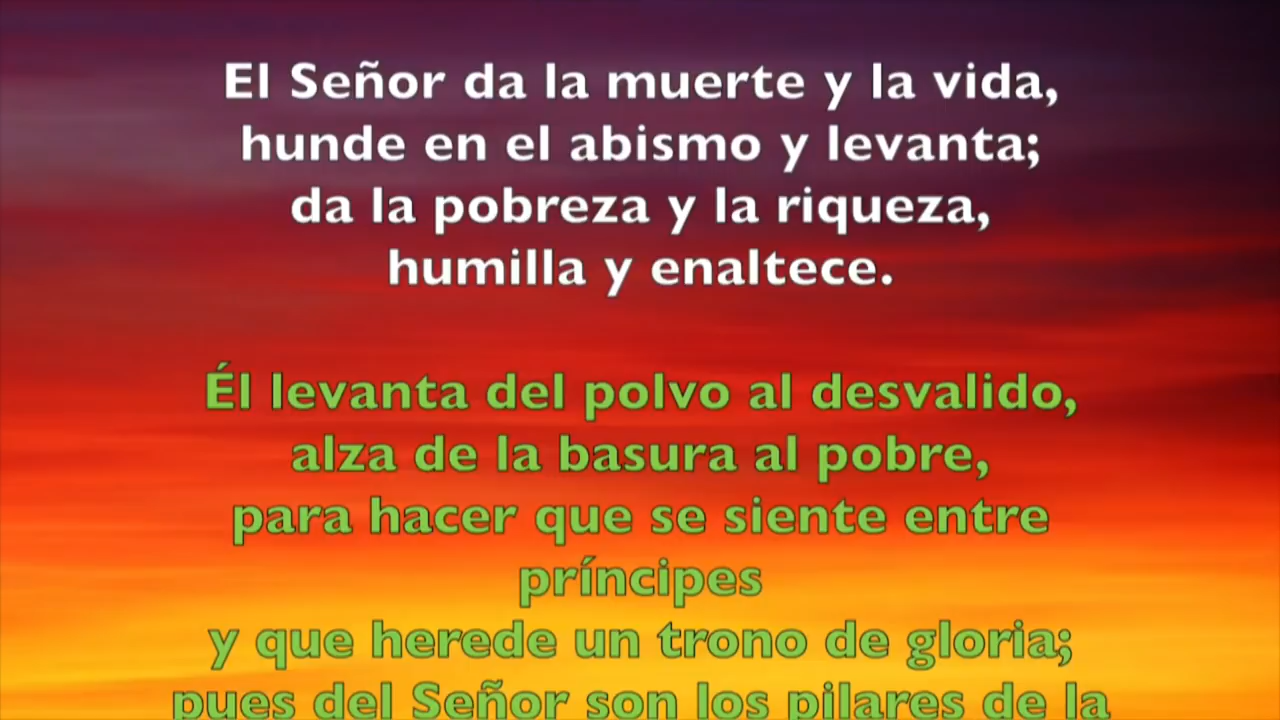 El Señor da la muerte y la vida,
hunde en el abismo y levanta;
da la pobreza y la riqueza,
humilla y enaltece.
Él levanta del polvo al desvalido,
alza de la basura al pobre,
para hacer que se siente entre
príncipes
y que herede un trono de gloria;
pues del Señor son los pilares de la